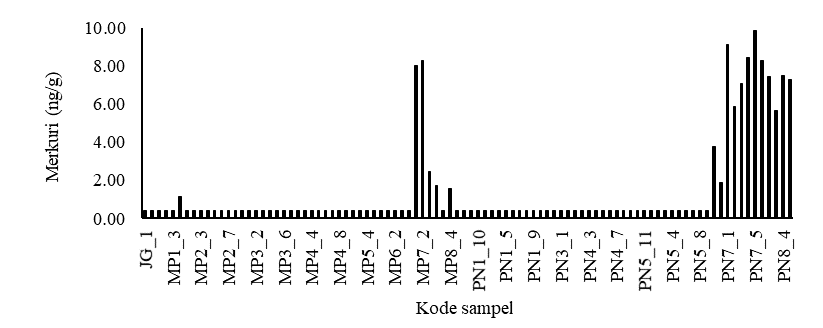 10.00
8.00
6.00
4.00
2.00
0.00
Merkuri (ng/g)
JG_1
MP1_3
MP2_3
MP2_7
MP3_2
MP3_6
MP4_4
MP4_8
MP5_4
MP6_2
MP7_2
MP8_4
PN1_10
PN1_5
PN1_9
PN3_1
PN4_3
PN4_7
PN5_11
PN5_4
PN5_8
PN7_1
PN7_5
PN8_4
Kode sampel